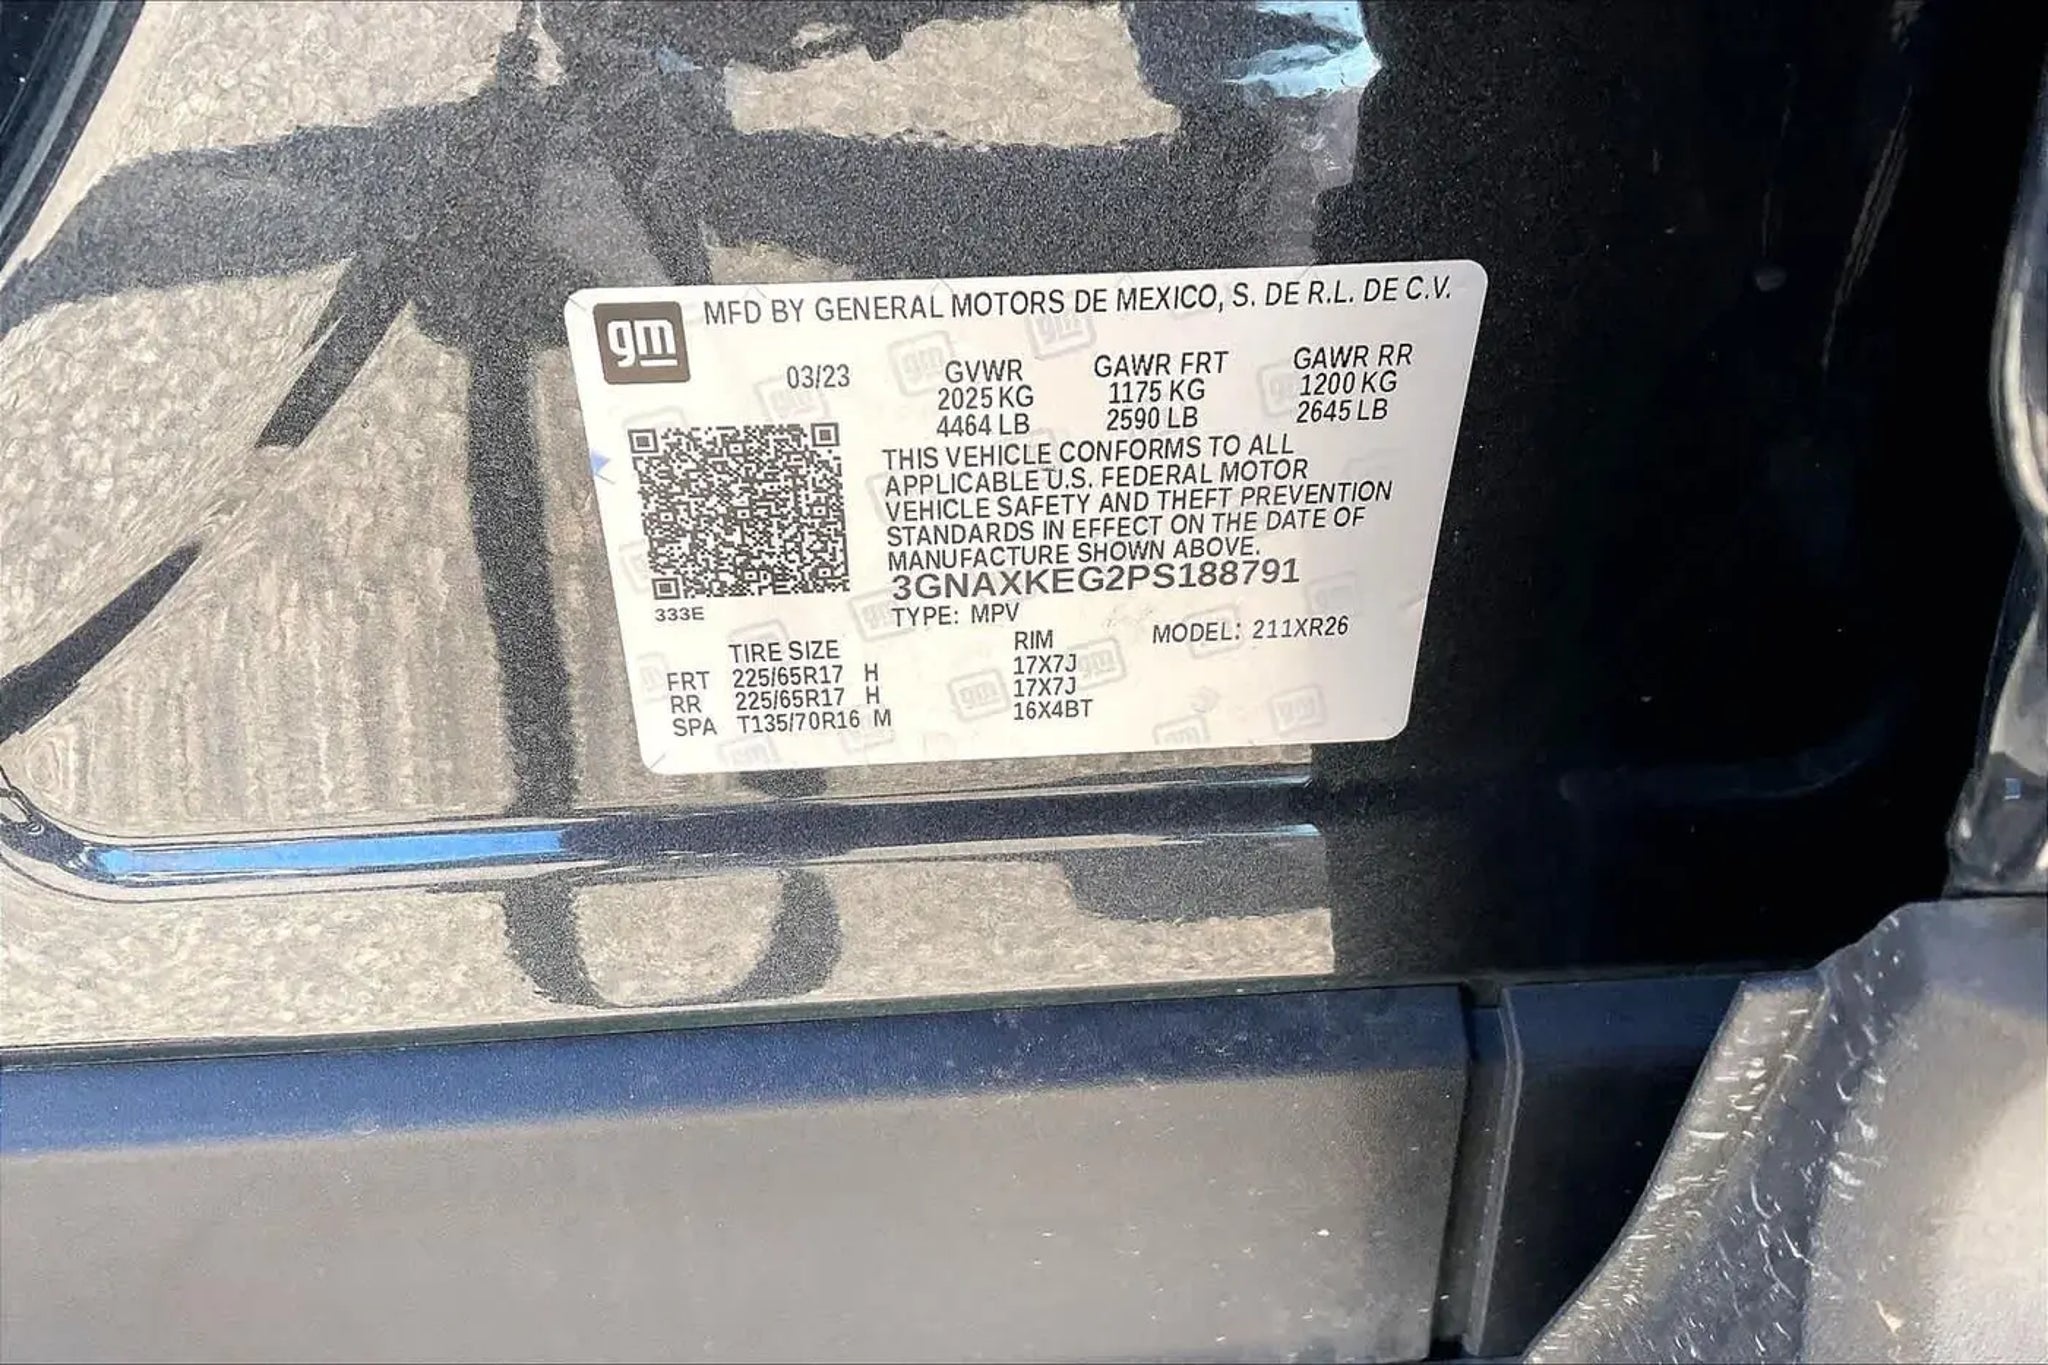 gm
MFD BY GENERAL MOTORS DE MEXICO, S. DE R.L. DE C.V.
03/23 GVWR GAWR FRT GAWR RR
2025 KG 1175 KG 1200 KG
4464 LB 2590 LB 2645 LB
THIS VEHICLE CONFORMS TO ALL
APPLICABLE U.S. FEDERAL MOTOR
VEHICLE SAFETY AND THEFT PREVENTION
STANDARDS IN EFFECT ON THE DATE OF
MANUFACTURE SHOWN ABOVE.
3GNAXKEG2PS188791
333E
TYPE: MPV MODEL: 211XR26
TIRE SIZE RIM
FRT 225/65R17 H 17X7J
RR 225/65R17 H 17X7J
SPA T135/70R16 M 16X4BT